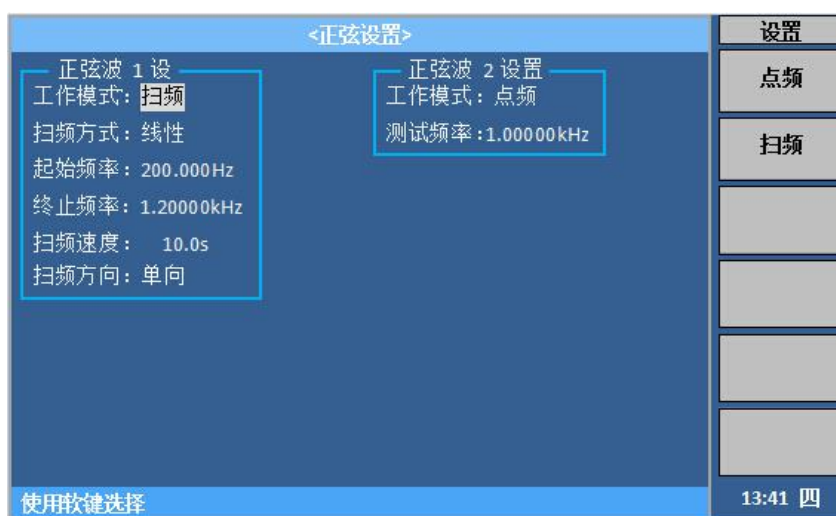 <正弦设置>
设置
正弦波 1 设
工作模式: 扫频
扫频方式: 线性
起始频率: 200.000Hz
终止频率: 1.20000kHz
扫频速度: 10.0s
扫频方向: 单向
正弦波 2 设置
工作模式: 点频
测试频率:1.00000kHz
点频
扫频
使用软键选择
13:41 四